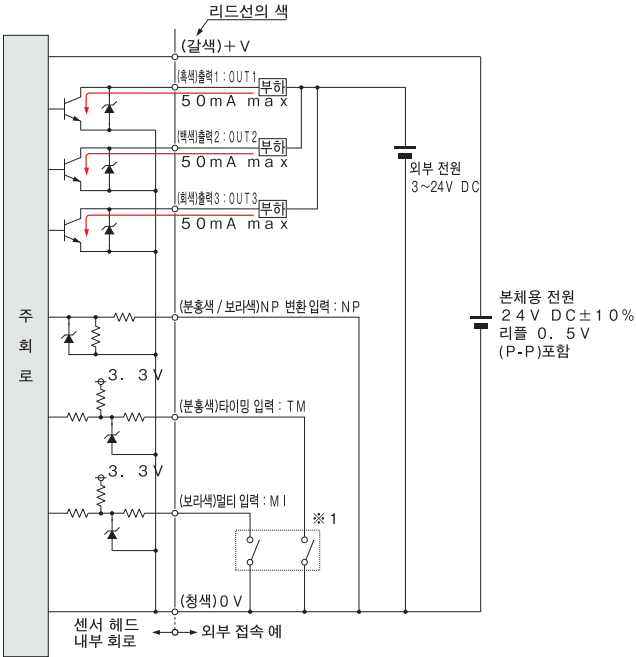 리드선의 색
(갈색)+V
(흑색)출력1:OUT1
부하
50mA max
(백색)출력2:OUT2
부하
50mA max
외부 전원
3~24V DC
(회색)출력3:OUT3
부하
50mA max
본체용 전원
24V DC±10%
리플 0. 5V
(P-P)포함
주
회
로
(분홍색/보라색)NP 변환 입력:NP
3. 3V
(분홍색)타이밍 입력:TM
3. 3V
(보라색)멀티 입력:MI
※1
(청색)0V
센서 헤드
내부 회로
외부 접속 예